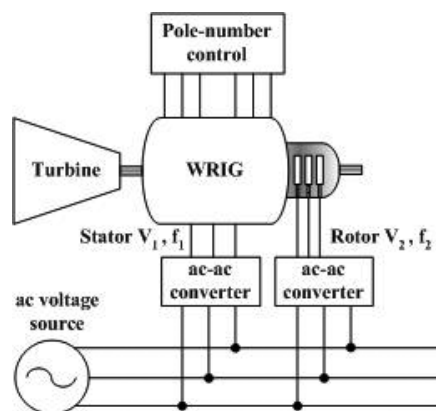 Pole-number
control
Turbine
WRIG
Stator V₁ , f₁
Rotor V₂ , f₂
ac-ac
converter
ac-ac
converter
ac voltage
source